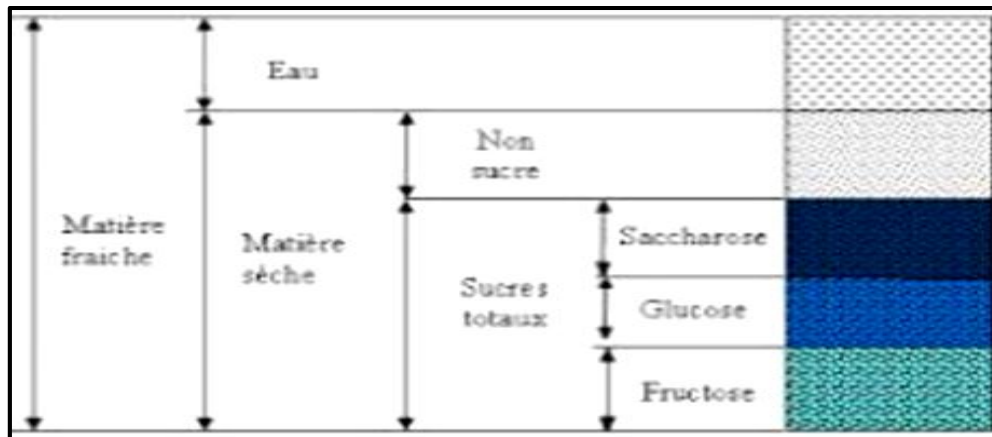 Eau
Non
sucre
Matière
fraiche
Matière
sèche
Saccharose
Sucres
totaux
Glucose
Fructose